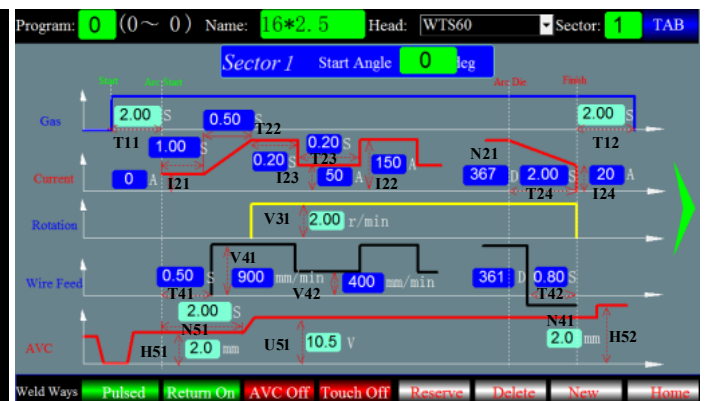 Program: 0 (0～ 0) Name: 16*2.5 Head: WTS60 Sector: 1 TAB
Sector 1 Start Angle 0 deg
Start Arc Start Arc Die Finish
Gas 2.00 S 0.50 S 2.00 S
T11 T22 T12
1.00 S 0.20 S
0.20 S T23 150 A N21
Current 0 A I21 I23 50 A I22 367 D 2.00 S 20 A
T24 I24
Rotation V31 2.00 r/min
V41
Wire Feed 0.50 S 900 mm/min 400 mm/min 361 D 0.80 S
T41 V42 T42
2.00 S
N51 N41
AVC H51 2.0 mm U51 10.5 V 2.0 mm H52
Weld Ways Pulsed Return On AVC Off Touch Off Reserve Delete New Home